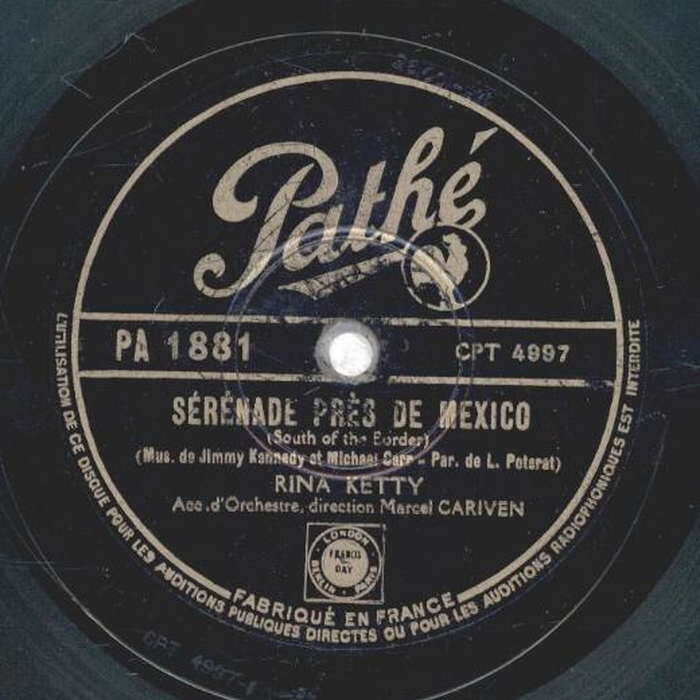 Pathé
PA 1881
CPT 4997
SÉRÉNADE PRÈS DE MEXICO
(South of the Border)
(Mus. de Jimmy Kennedy et Michael Carr - Par. de L. Poterat)
RINA KETTY
Acc. d'Orchestre, direction Marcel CARIVEN
LONDON
FRANCIS
DAY
BERLIN · PARIS
FABRIQUÉ EN FRANCE
L'UTILISATION DE CE DISQUE POUR LES AUDITIONS PUBLIQUES DIRECTES OU POUR LES AUDITIONS RADIOPHONIQUES EST INTERDITE